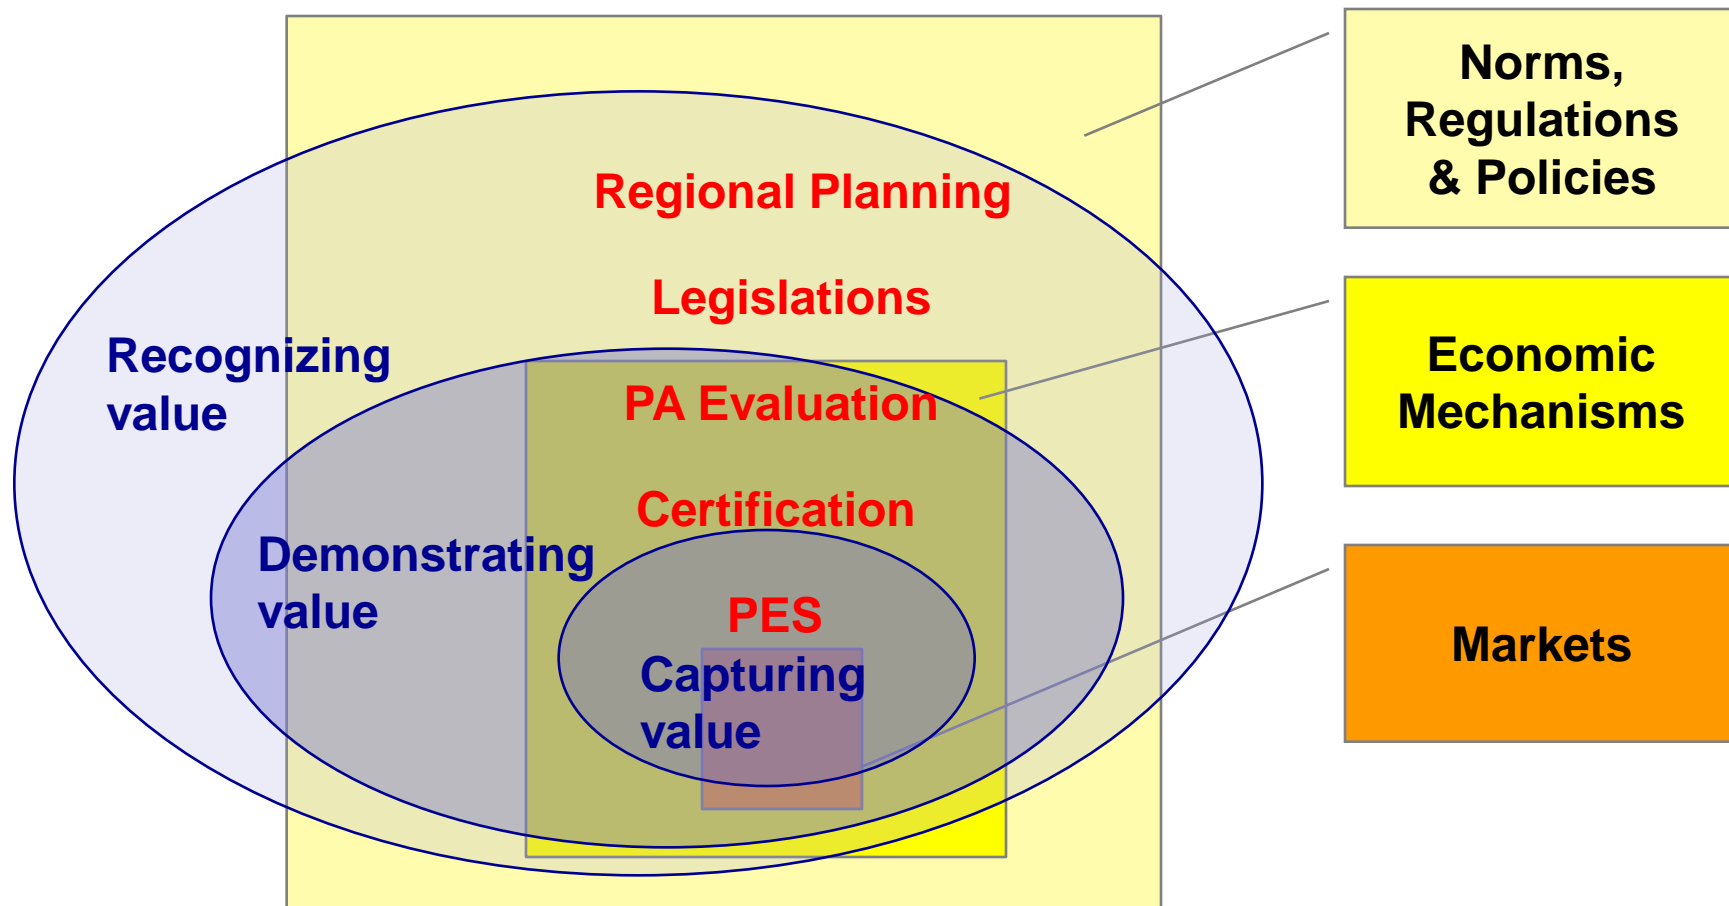 Norms,
Regulations
& Policies
Regional Planning
Legislations
Recognizing
value
Economic
Mechanisms
PA Evaluation
Certification
Demonstrating
value
PES
Capturing
value
Markets